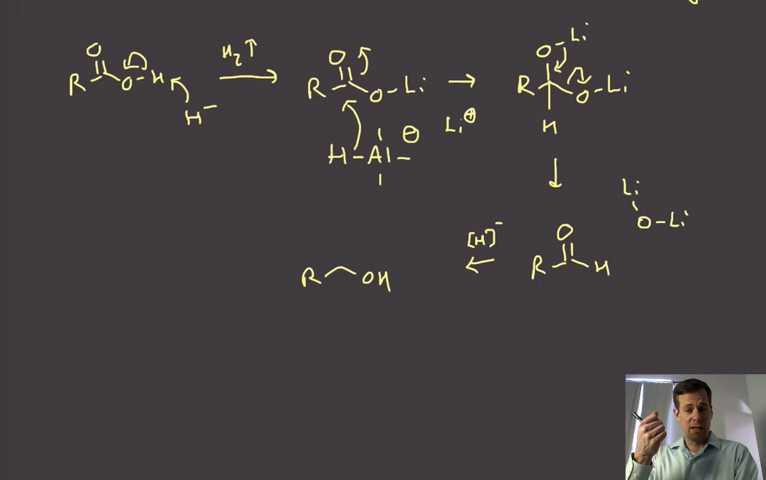 O O O-Li
R O-H H₂↑ R O-Li R O-Li
H⁻ H-Al- ⊖ Li⊕ H
Li
O-Li
[H]⁻ O
R OH R H